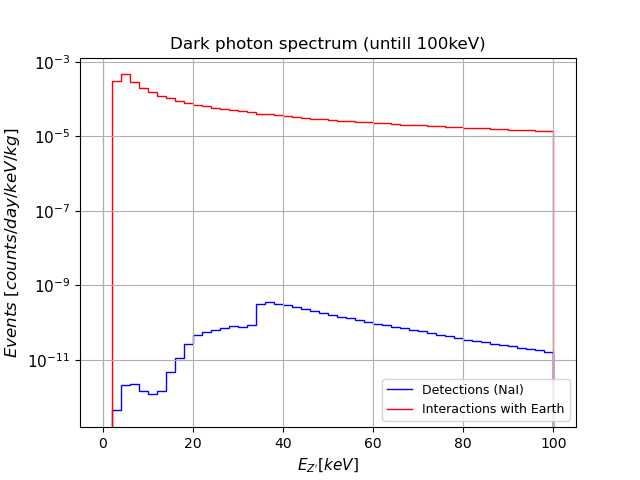 Dark photon spectrum (untill 100keV)
Events [counts/day/keV/kg]
10⁻³
10⁻⁵
10⁻⁷
10⁻⁹
10⁻¹¹
Detections (NaI)
Interactions with Earth
0 20 40 60 80 100
E_Z' [keV]